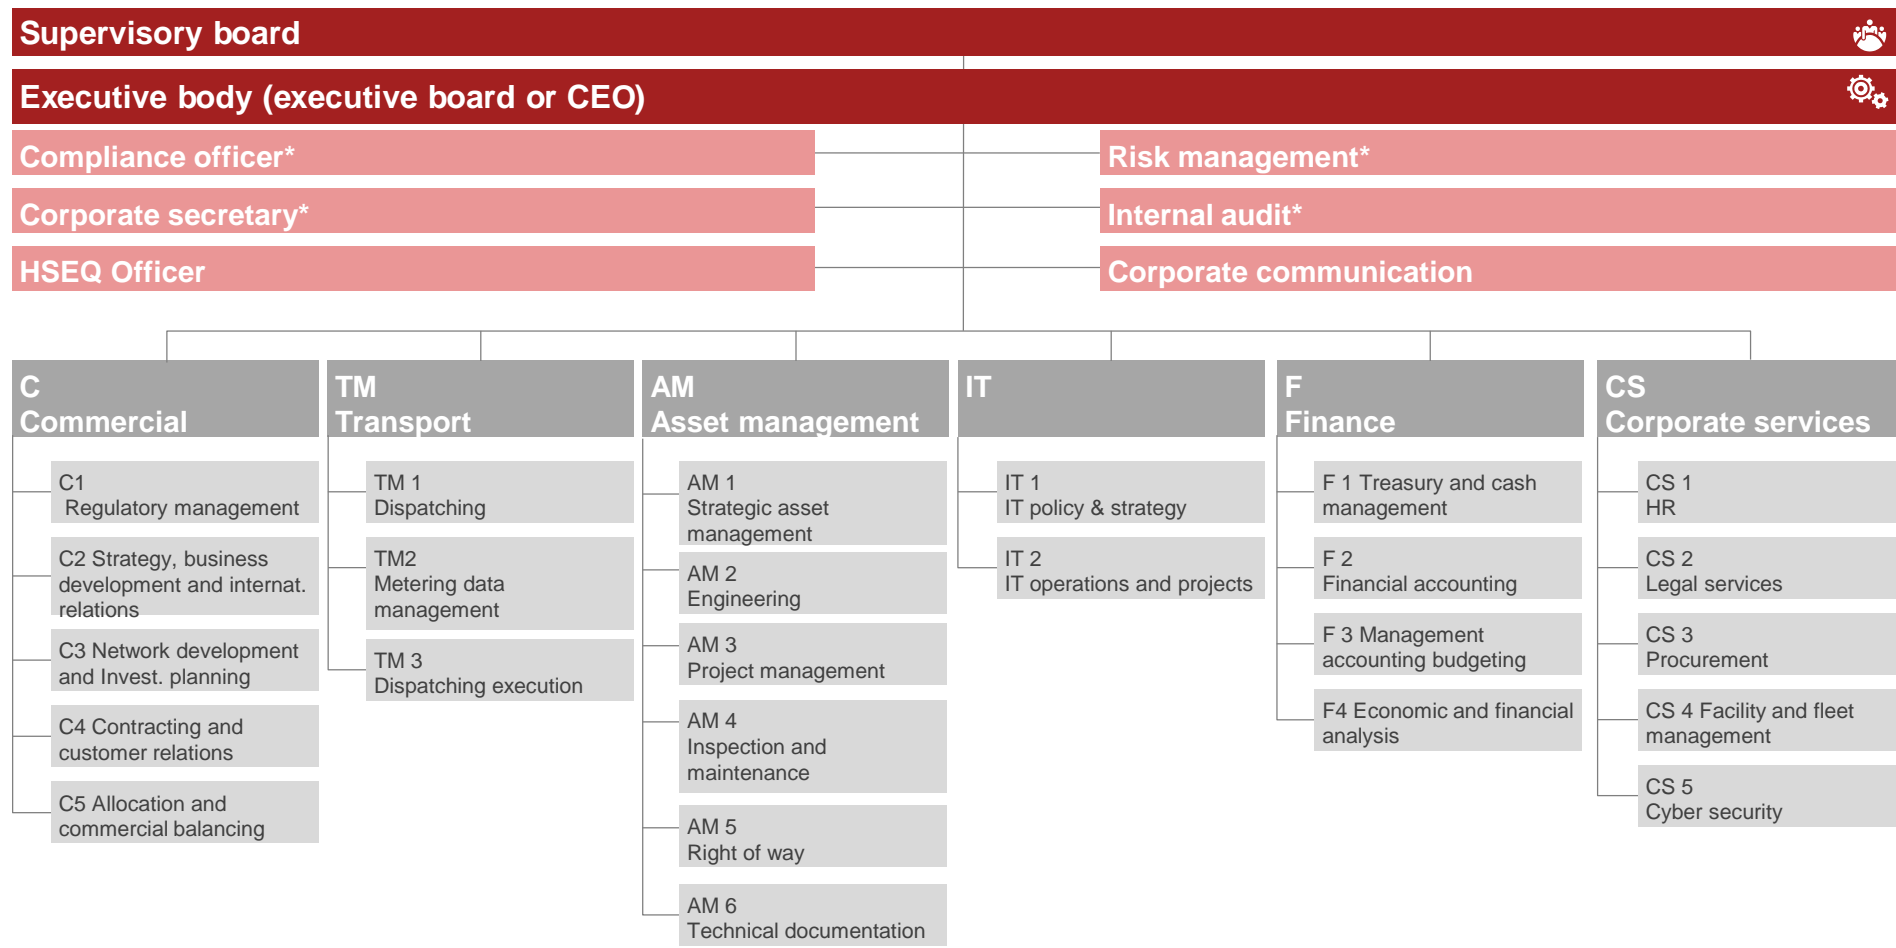 Supervisory board
Executive body (executive board or CEO)
Compliance officer*
Risk management*
Corporate secretary*
Internal audit*
HSEQ Officer
Corporate communication
C
Commercial
TM
Transport
AM
Asset management
IT
F
Finance
CS
Corporate services
C1
Regulatory management
C2 Strategy, business
development and internat.
relations
C3 Network development
and Invest. planning
C4 Contracting and
customer relations
C5 Allocation and
commercial balancing
TM 1
Dispatching
TM2
Metering data
management
TM 3
Dispatching execution
AM 1
Strategic asset
management
AM 2
Engineering
AM 3
Project management
AM 4
Inspection and
maintenance
AM 5
Right of way
AM 6
Technical documentation
IT 1
IT policy & strategy
IT 2
IT operations and projects
F 1 Treasury and cash
management
F 2
Financial accounting
F 3 Management
accounting budgeting
F4 Economic and financial
analysis
CS 1
HR
CS 2
Legal services
CS 3
Procurement
CS 4 Facility and fleet
management
CS 5
Cyber security